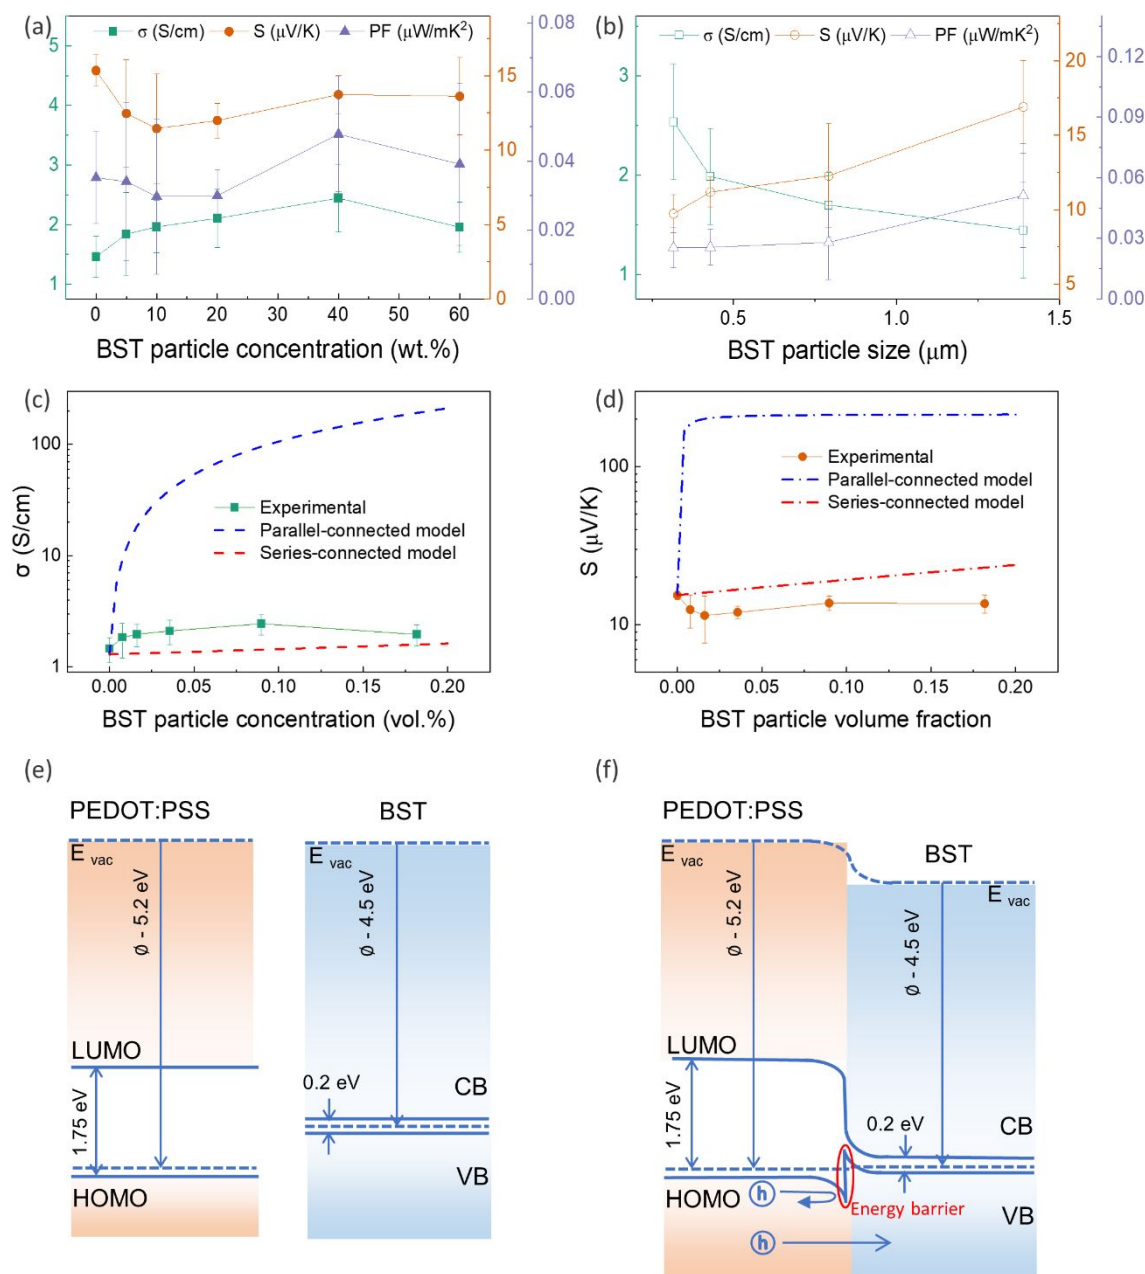 (a)
σ (S/cm) S (μV/K) PF (μW/mK²)
5
4
3
2
1
15
10
5
0
0.08
0.06
0.04
0.02
0.00
0 10 20 30 40 50 60
BST particle concentration (wt.%)
(b)
σ (S/cm) S (μV/K) PF (μW/mK²)
3
2
1
20
15
10
5
0.12
0.09
0.06
0.03
0.00
0.5 1.0 1.5
BST particle size (μm)
(c)
σ (S/cm)
100
10
1
Experimental
Parallel-connected model
Series-connected model
0.00 0.05 0.10 0.15 0.20
BST particle concentration (vol.%)
(d)
S (μV/K)
100
10
Experimental
Parallel-connected model
Series-connected model
0.00 0.05 0.10 0.15 0.20
BST particle volume fraction
(e)
PEDOT:PSS
BST
E vac
E vac
ϕ - 5.2 eV
ϕ - 4.5 eV
LUMO
1.75 eV
0.2 eV
CB
HOMO
VB
(f)
PEDOT:PSS
BST
E vac
E vac
ϕ - 5.2 eV
ϕ - 4.5 eV
LUMO
1.75 eV
0.2 eV
CB
HOMO
h
Energy barrier
VB
h